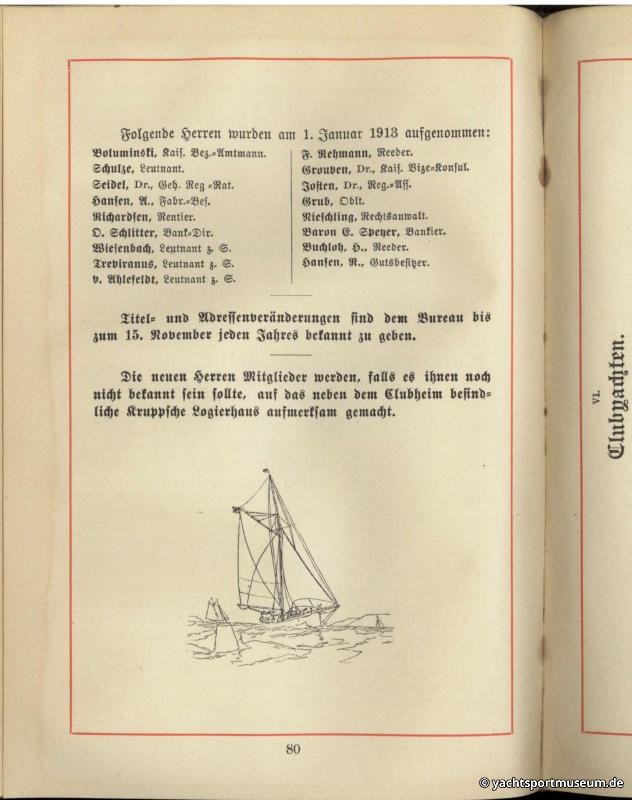 Folgende Herren wurden am 1. Januar 1913 aufgenommen:
Boluminski, Kais. Bez.-Amtmann.
Schulze, Leutnant.
Seidel, Dr., Geh. Reg.-Rat.
Hansen, A., Fabr.-Bes.
Richardsen, Rentier.
O. Schlitter, Bank-Dir.
Wiesenbach, Leutnant z. S.
Treviranus, Leutnant z. S.
v. Ahlefeldt, Leutnant z. S.
F. Rehmann, Reeder.
Grouven, Dr., Kais. Vize-Konsul.
Josten, Dr., Reg.-Ass.
Grub, Oblt.
Nieschling, Rechtsanwalt.
Baron E. Speyer, Bankier.
Buchloh, H., Reeder.
Hansen, R., Gutsbesitzer.
Titel- und Adressenveränderungen sind dem Bureau bis
zum 15. November jeden Jahres bekannt zu geben.
Die neuen Herren Mitglieder werden, falls es ihnen noch
nicht bekannt sein sollte, auf das neben dem Clubheim befind-
liche Kruppsche Logierhaus aufmerksam gemacht.
80
VI.
Clubyachten.
© yachtsportmuseum.de